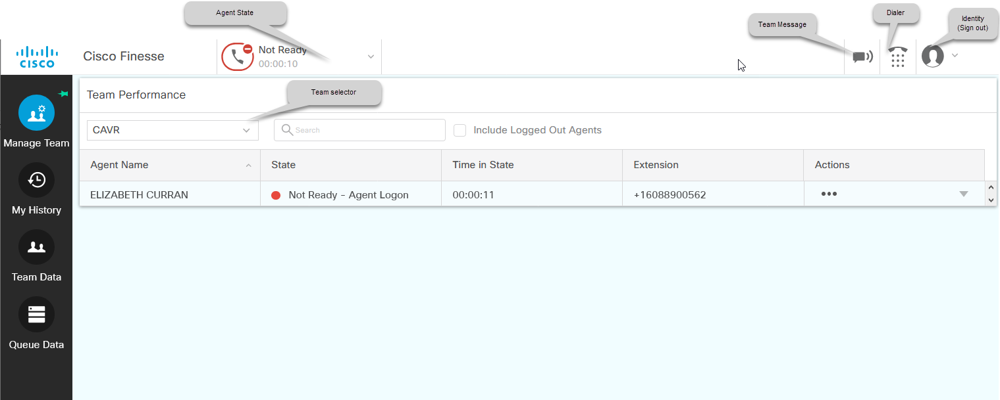 Agent State
Dialer
Identity
(Sign out)
Team Message
CISCO
Cisco Finesse
Not Ready
00:00:10
Team selector
Team Performance
CAVR
Search
Include Logged Out Agents
Agent Name
State
Time in State
Extension
Actions
ELIZABETH CURRAN
Not Ready - Agent Logon
00:00:11
+16088900562
Manage Team
My History
Team Data
Queue Data